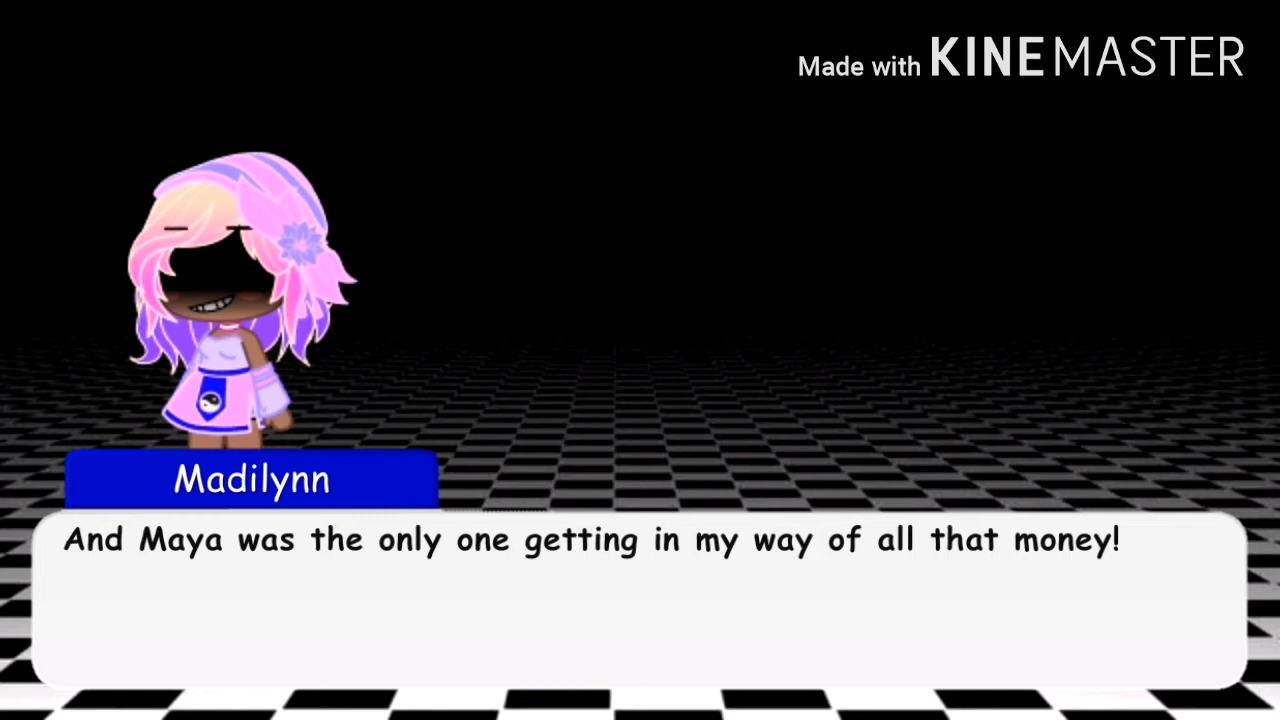 Made with KINEMASTER
Madilynn
And Maya was the only one getting in my way of all that money!